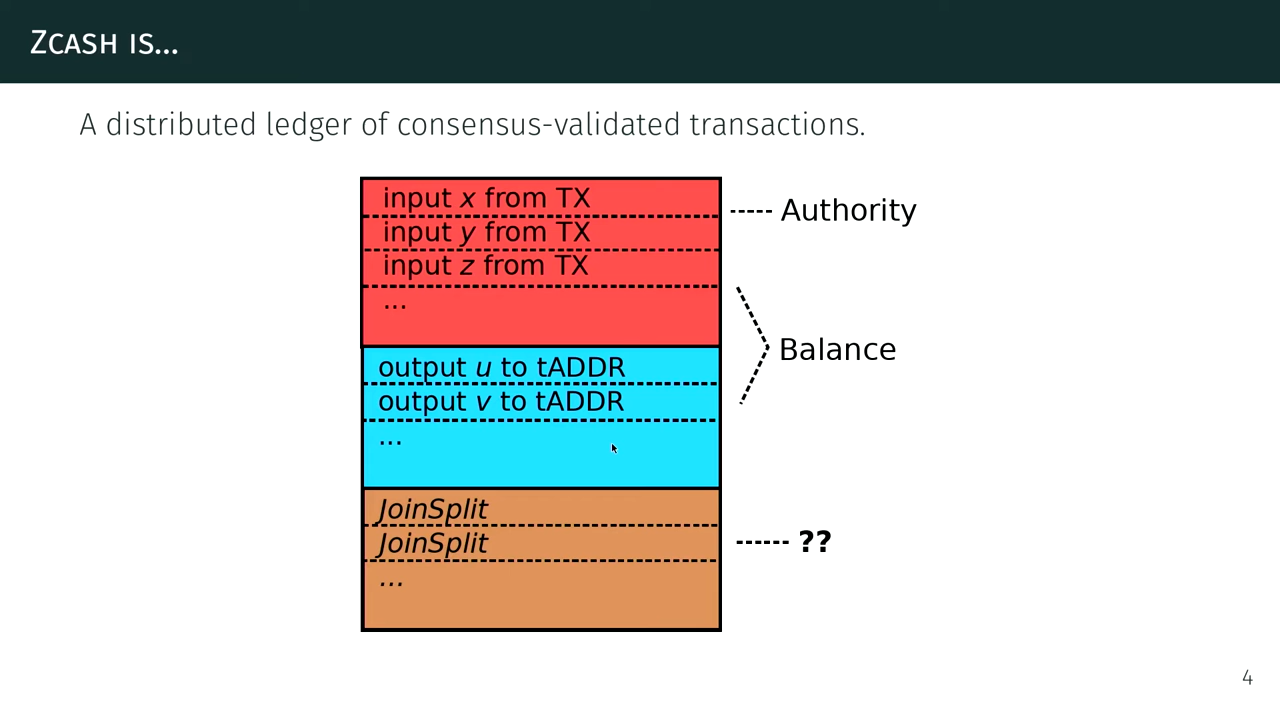 Zcash is...
A distributed ledger of consensus-validated transactions.
input x from TX
Authority
input y from TX
input z from TX
...
Balance
output u to tADDR
output v to tADDR
...
JoinSplit
JoinSplit
??
...
4